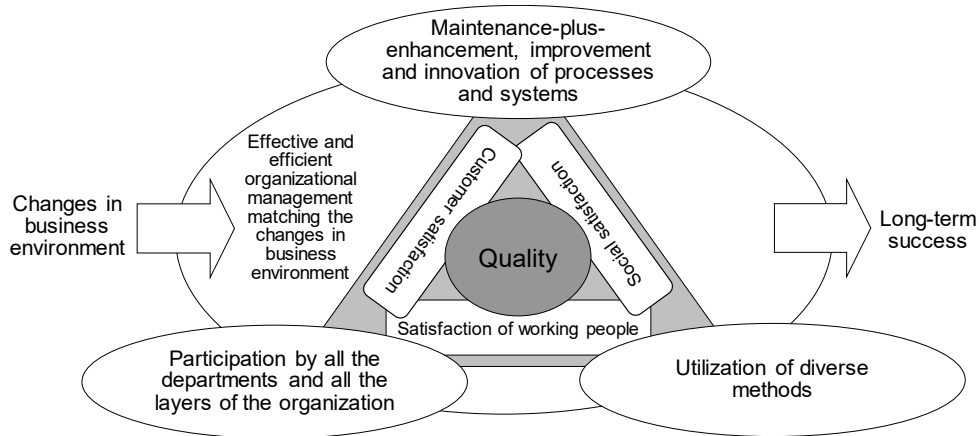 Maintenance-plus-
enhancement, improvement
and innovation of processes
and systems
Effective and
efficient
organizational
management
matching the
changes in
business
environment
Changes in
business
environment
Customer satisfaction
Social satisfaction
Quality
Long-term
success
Satisfaction of working people
Participation by all the
departments and all the
layers of the organization
Utilization of diverse
methods